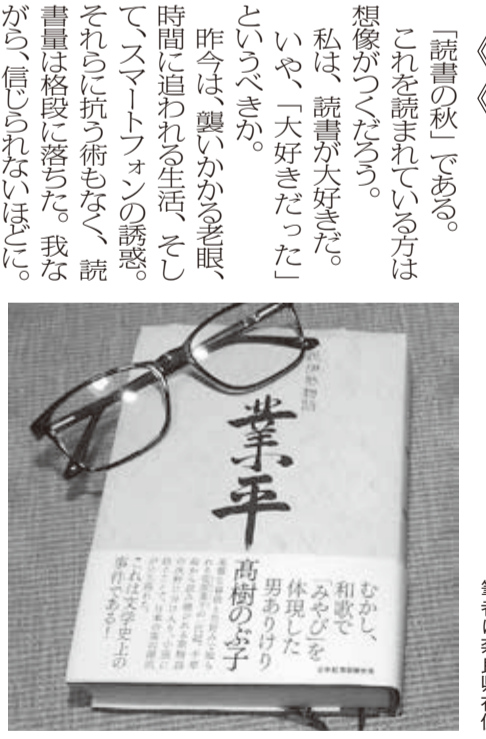 《《
「読書の秋」である。
これを読まれている方は
想像がつくだろう。
私は、読書が大好きだ。
いや、「大好きだった」
というべきか。
昨今は、襲いかかる老眼、
時間に追われる生活、そし
て、スマートフォンの誘惑。
それらに抗う術もなく、読
書量は格段に落ちた。我な
がら、信じられないほどに。
業平
髙樹のぶ子
むかし、
和歌で
「みやび」を
体現した
男ありけり
これは文学史上の
事件である！